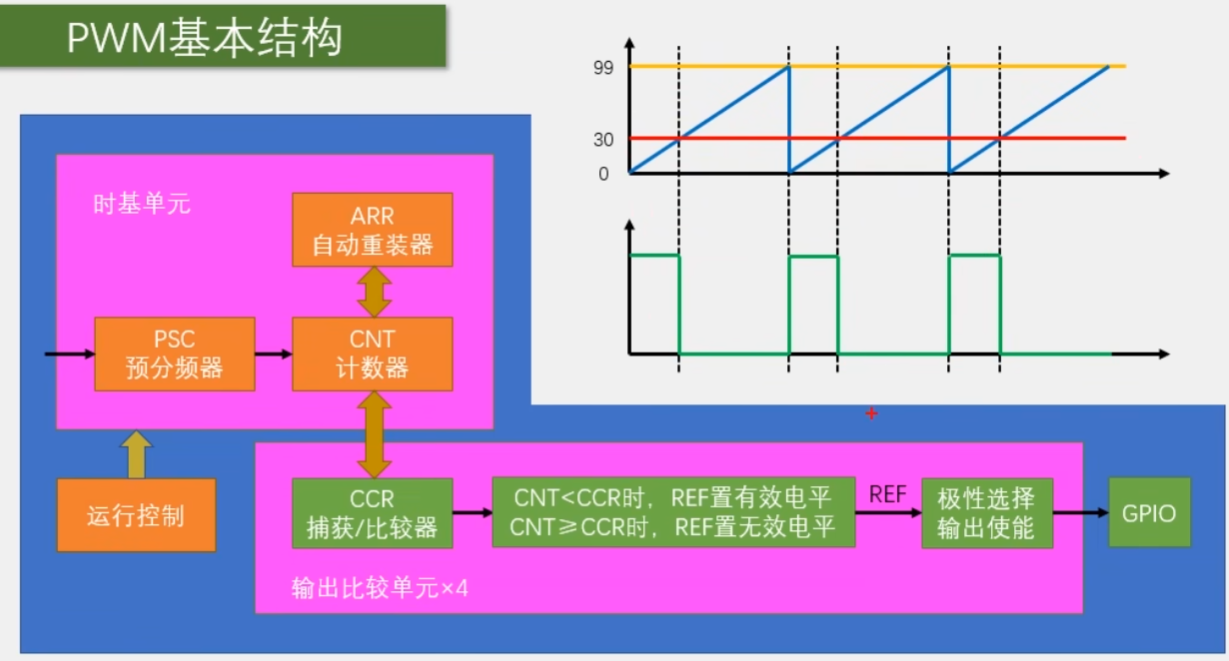 PWM基本结构
99
30
0
时基单元
ARR
自动重装器
PSC
预分频器
CNT
计数器
运行控制
CCR
捕获/比较器
CNT<CCR时，REF置有效电平
CNT≥CCR时，REF置无效电平
REF
极性选择
输出使能
GPIO
输出比较单元×4